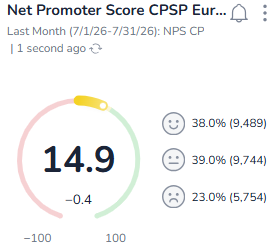 Net Promoter Score CPSP Eur...
Last Month (7/1/26-7/31/26): NPS CP
| 1 second ago
38.0% (9,489)
14.9
39.0% (9,744)
−0.4
23.0% (5,754)
−100 100